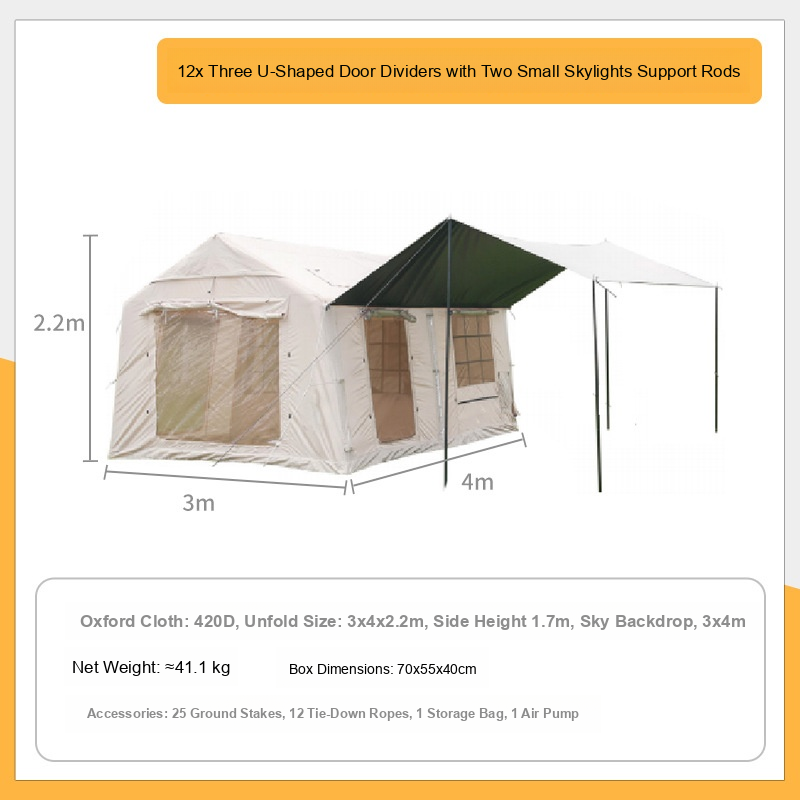 12x Three U-Shaped Door Dividers with Two Small Skylights Support Rods
2.2m
3m
4m
Oxford Cloth: 420D, Unfold Size: 3x4x2.2m, Side Height 1.7m, Sky Backdrop, 3x4m
Net Weight: ≈41.1 kg
Box Dimensions: 70x55x40cm
Accessories: 25 Ground Stakes, 12 Tie-Down Ropes, 1 Storage Bag, 1 Air Pump